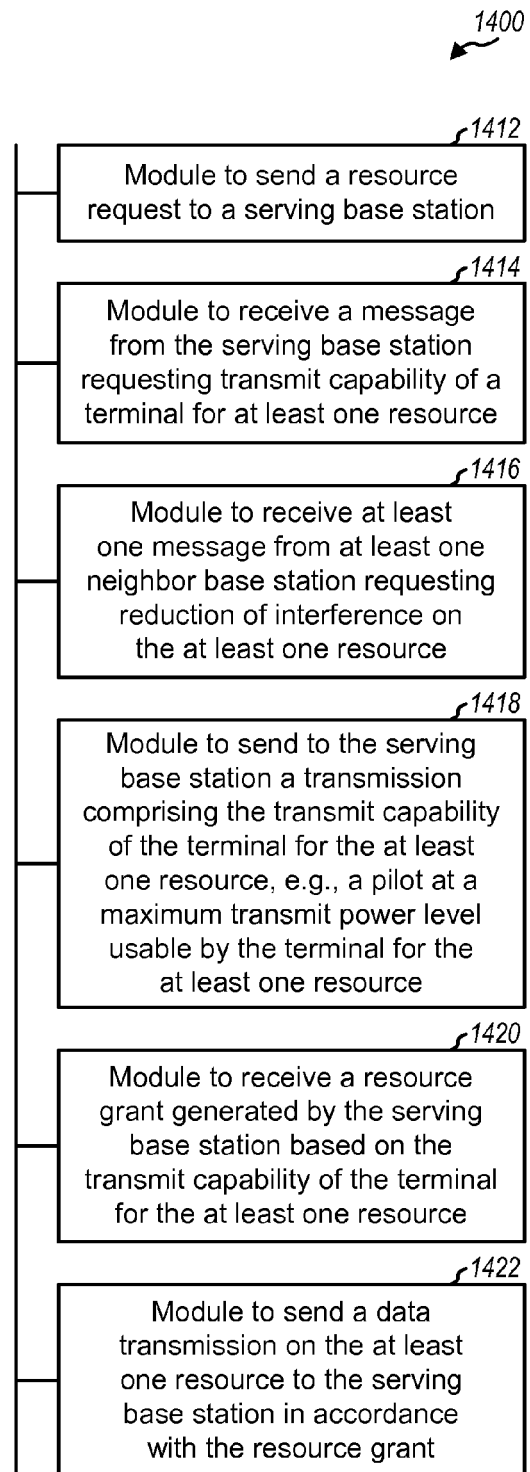 1400
1412
Module to send a resource
request to a serving base station
1414
Module to receive a message
from the serving base station
requesting transmit capability of a
terminal for at least one resource
1416
Module to receive at least
one message from at least one
neighbor base station requesting
reduction of interference on
the at least one resource
1418
Module to send to the serving
base station a transmission
comprising the transmit capability
of the terminal for the at least
one resource, e.g., a pilot at a
maximum transmit power level
usable by the terminal for the
at least one resource
1420
Module to receive a resource
grant generated by the serving
base station based on the
transmit capability of the terminal
for the at least one resource
1422
Module to send a data
transmission on the at least
one resource to the serving
base station in accordance
with the resource grant